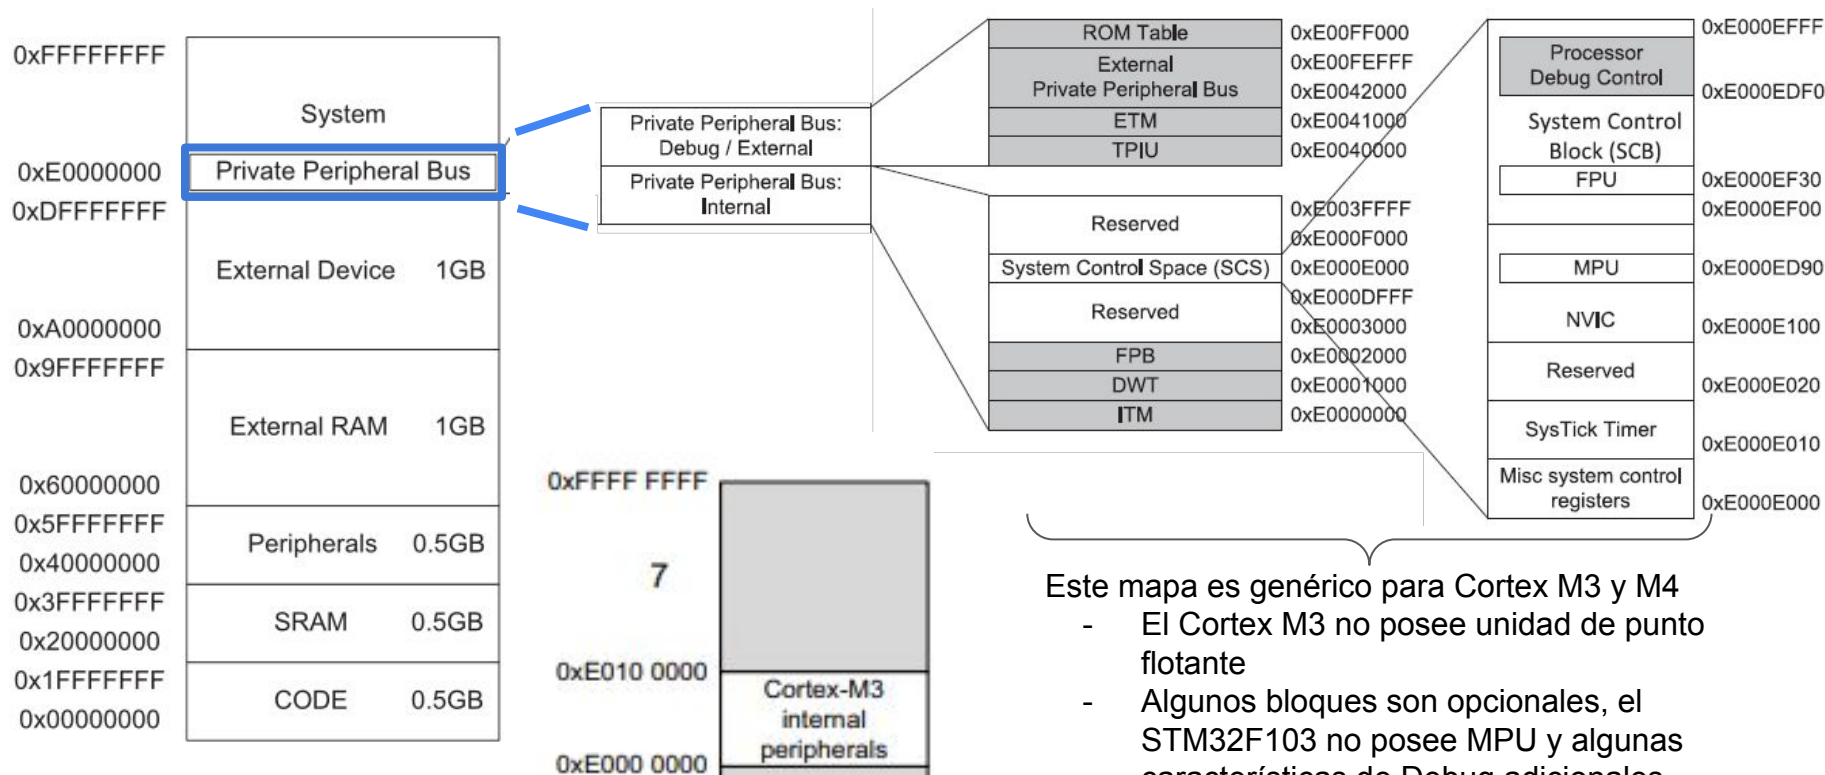 0xFFFFFFFF
System
0xE0000000
Private Peripheral Bus
0xDFFFFFFF
External Device 1GB
0xA0000000
0x9FFFFFFF
External RAM 1GB
0x60000000
0x5FFFFFFF
Peripherals 0.5GB
0x40000000
0x3FFFFFFF
SRAM 0.5GB
0x20000000
0x1FFFFFFF
CODE 0.5GB
0x00000000
Private Peripheral Bus:
Debug / External
Private Peripheral Bus:
Internal
ROM Table 0xE00FF000
External 0xE00FEFFF
Private Peripheral Bus 0xE0042000
ETM 0xE0041000
TPIU 0xE0040000
0xE003FFFF
Reserved
0xE000F000
System Control Space (SCS) 0xE000E000
0xE000DFFF
Reserved
0xE0003000
FPB 0xE0002000
DWT 0xE0001000
ITM 0xE0000000
0xE000EFFF
Processor
Debug Control
0xE000EDF0
System Control
Block (SCB)
FPU 0xE000EF30
0xE000EF00
MPU 0xE000ED90
NVIC 0xE000E100
Reserved
0xE000E020
SysTick Timer
0xE000E010
Misc system control
registers 0xE000E000
0xFFFF FFFF
7
0xE010 0000
Cortex-M3
internal
peripherals
0xE000 0000
Este mapa es genérico para Cortex M3 y M4
- El Cortex M3 no posee unidad de punto
flotante
- Algunos bloques son opcionales, el
STM32F103 no posee MPU y algunas
características de Debug adicionales